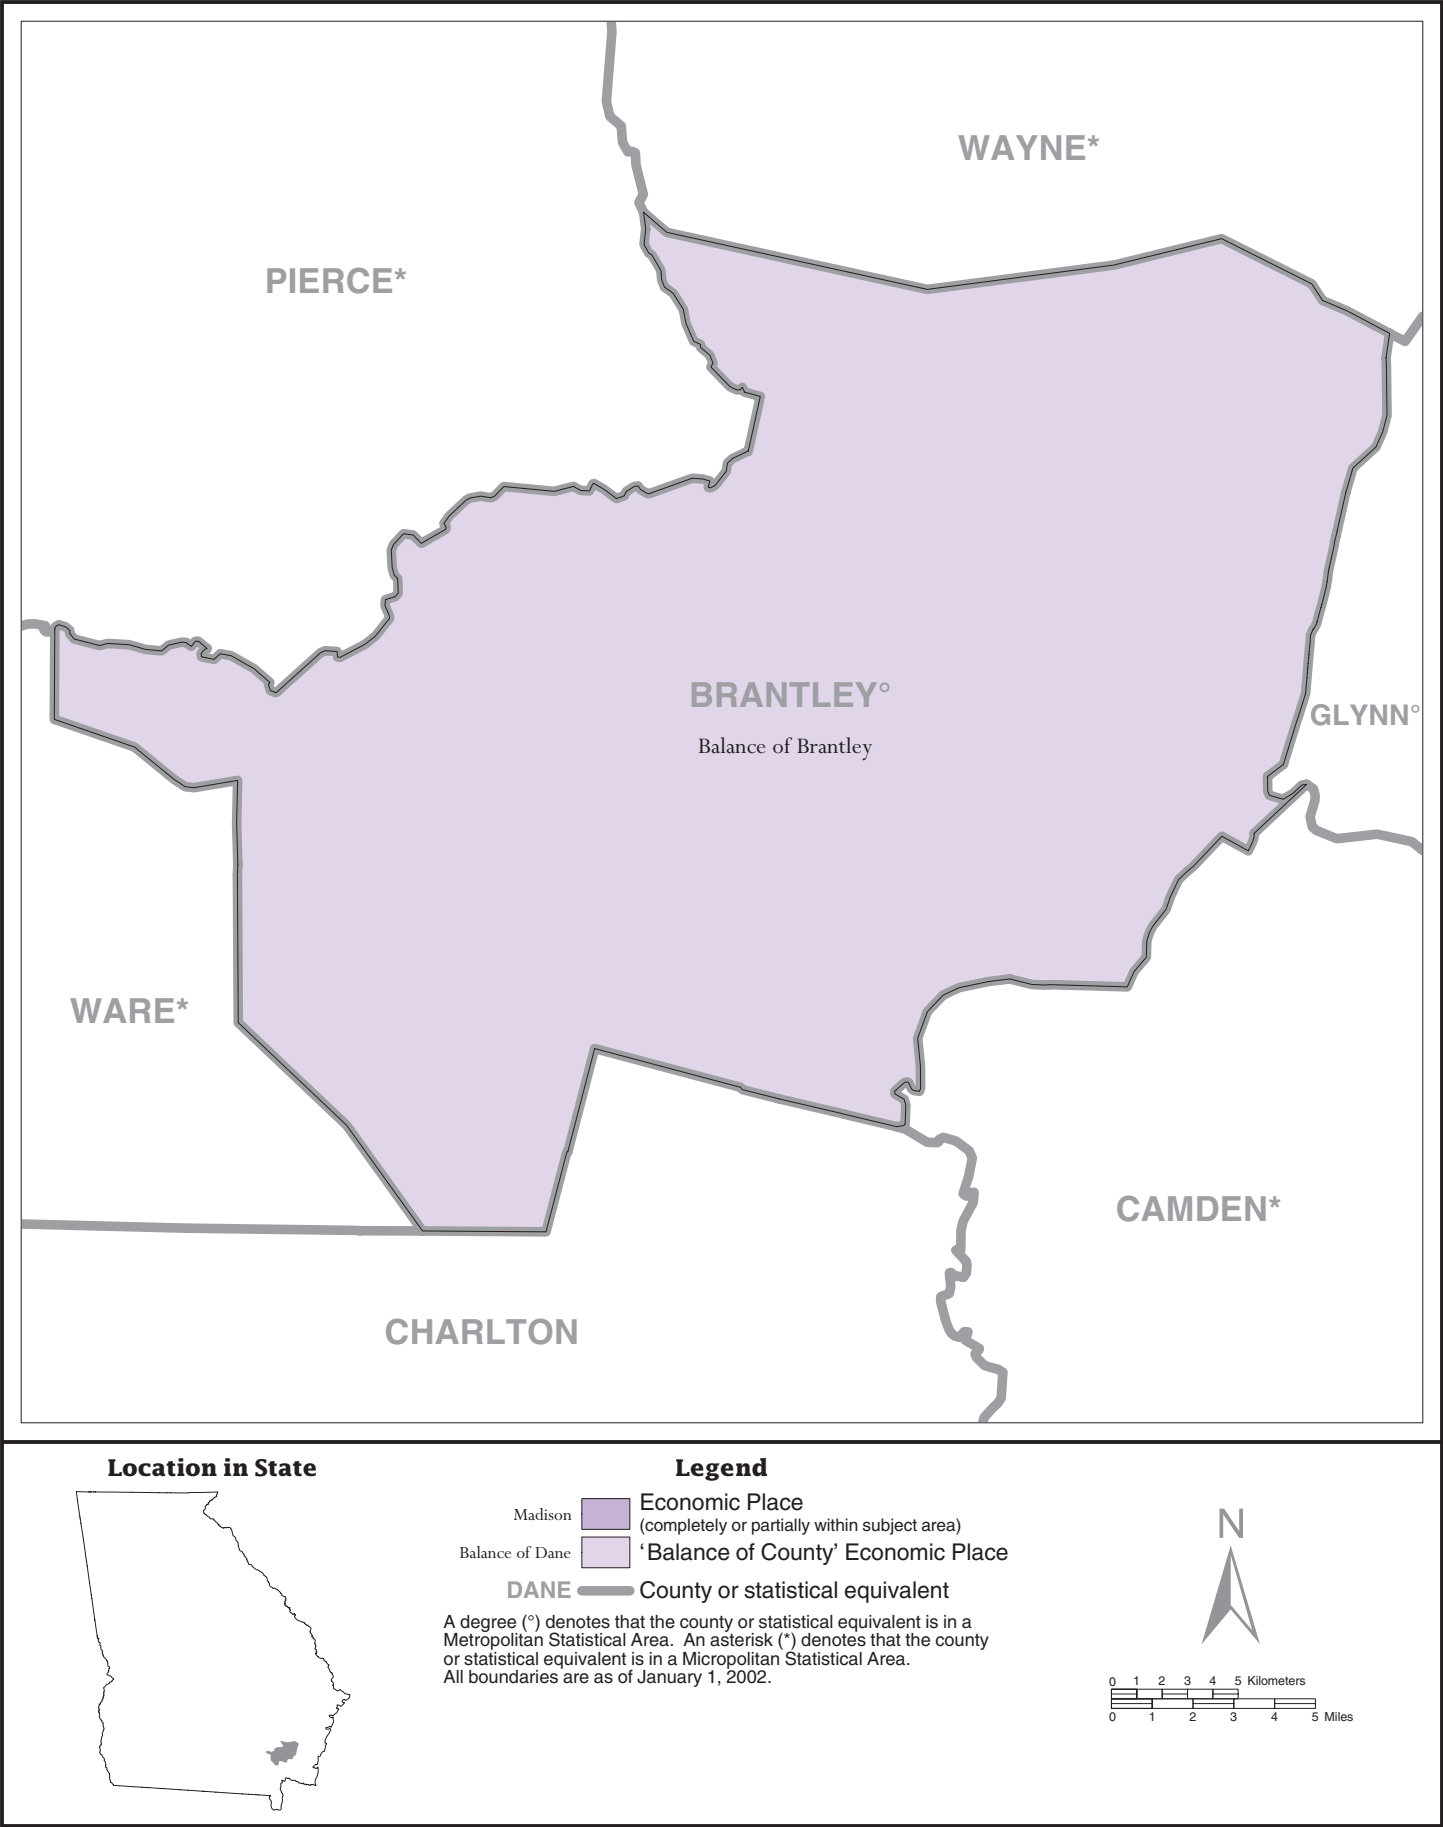 WAYNE*
PIERCE*
BRANTLEY°
Balance of Brantley
GLYNN°
WARE*
CAMDEN*
CHARLTON
Location in State
Legend
Madison
Economic Place
(completely or partially within subject area)
Balance of Dane
‘Balance of County’ Economic Place
DANE
County or statistical equivalent
A degree (°) denotes that the county or statistical equivalent is in a
Metropolitan Statistical Area.  An asterisk (*) denotes that the county
or statistical equivalent is in a Micropolitan Statistical Area.
All boundaries are as of January 1, 2002.
N
0 1 2 3 4 5 Kilometers
0 1 2 3 4 5 Miles